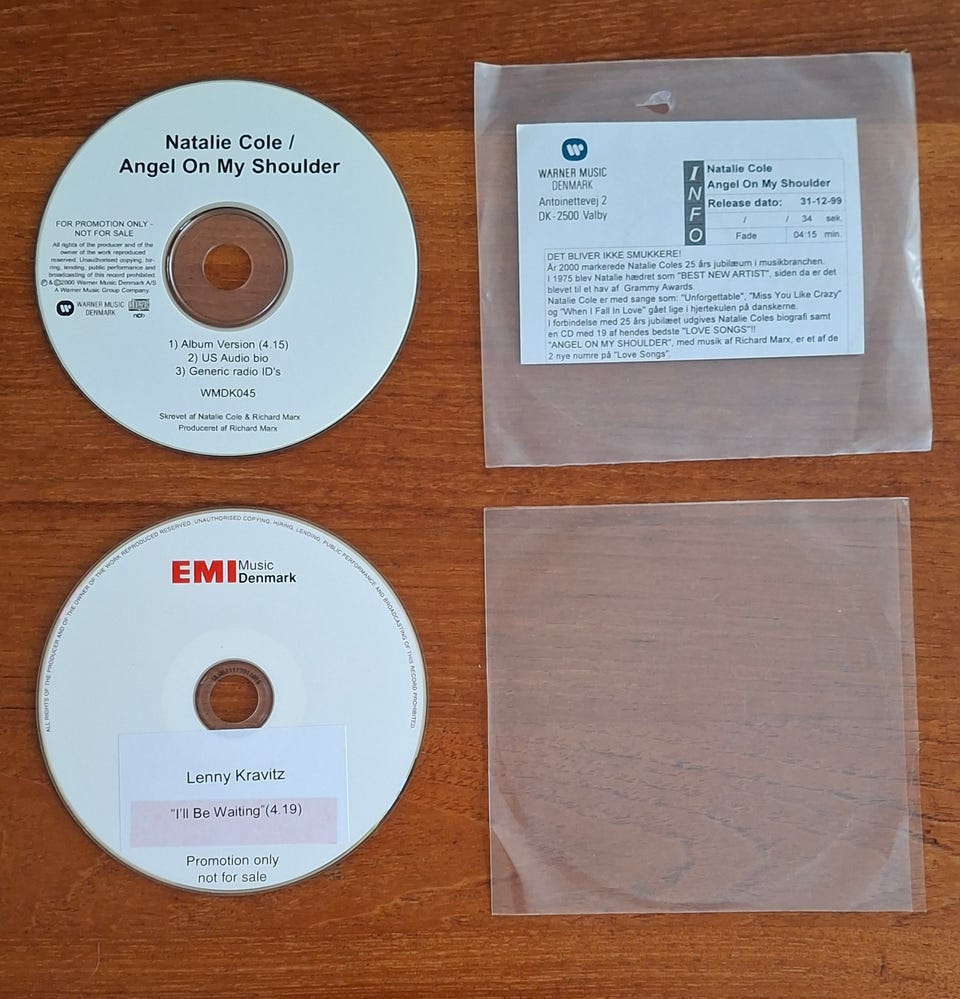 Natalie Cole /
Angel On My Shoulder
FOR PROMOTION ONLY -
NOT FOR SALE
All rights of the producer and of the
owner of the work reproduced
reserved. Unauthorised copying, hir-
ring, lending, public performance and
broadcasting of this record prohibited.
℗ & ©2000 Warner Music Denmark A/S
A Warner Music Group Company.
WARNER MUSIC
DENMARK
ncb
1) Album Version (4.15)
2) US Audio bio
3) Generic radio ID's
WMDK045
Skrevet af Natalie Cole & Richard Marx
Produceret af Richard Marx
WARNER MUSIC
DENMARK
Antoinettevej 2
DK-2500 Valby
INFO
Natalie Cole
Angel On My Shoulder
Release dato: 31-12-99
/ / 34 sek.
Fade 04:15 min.
DET BLIVER IKKE SMUKKERE!
År 2000 markerede Natalie Coles 25 års jubilæum i musikbranchen.
I 1975 blev Natalie hædret som "BEST NEW ARTIST", siden da er det
blevet til et hav af Grammy Awards.
Natalie Cole er med sange som: "Unforgettable", "Miss You Like Crazy"
og "When I Fall In Love" gået lige i hjertekulen på danskerne.
I forbindelse med 25 års jubilæet udgives Natalie Coles biografi samt
en CD med 19 af hendes bedste "LOVE SONGS"!!
"ANGEL ON MY SHOULDER", med musik af Richard Marx, er et af de
2 nye numre på "Love Songs".
ALL RIGHTS OF THE PRODUCER AND OF THE OWNER OF THE WORK REPRODUCED RESERVED. UNAUTHORISED COPYING, HIRING, LENDING, PUBLIC PERFORMANCE AND BROADCASTING OF THIS RECORD PROHIBITED
EMI Music
Denmark
Lenny Kravitz
"I'll Be Waiting"(4.19)
Promotion only
not for sale